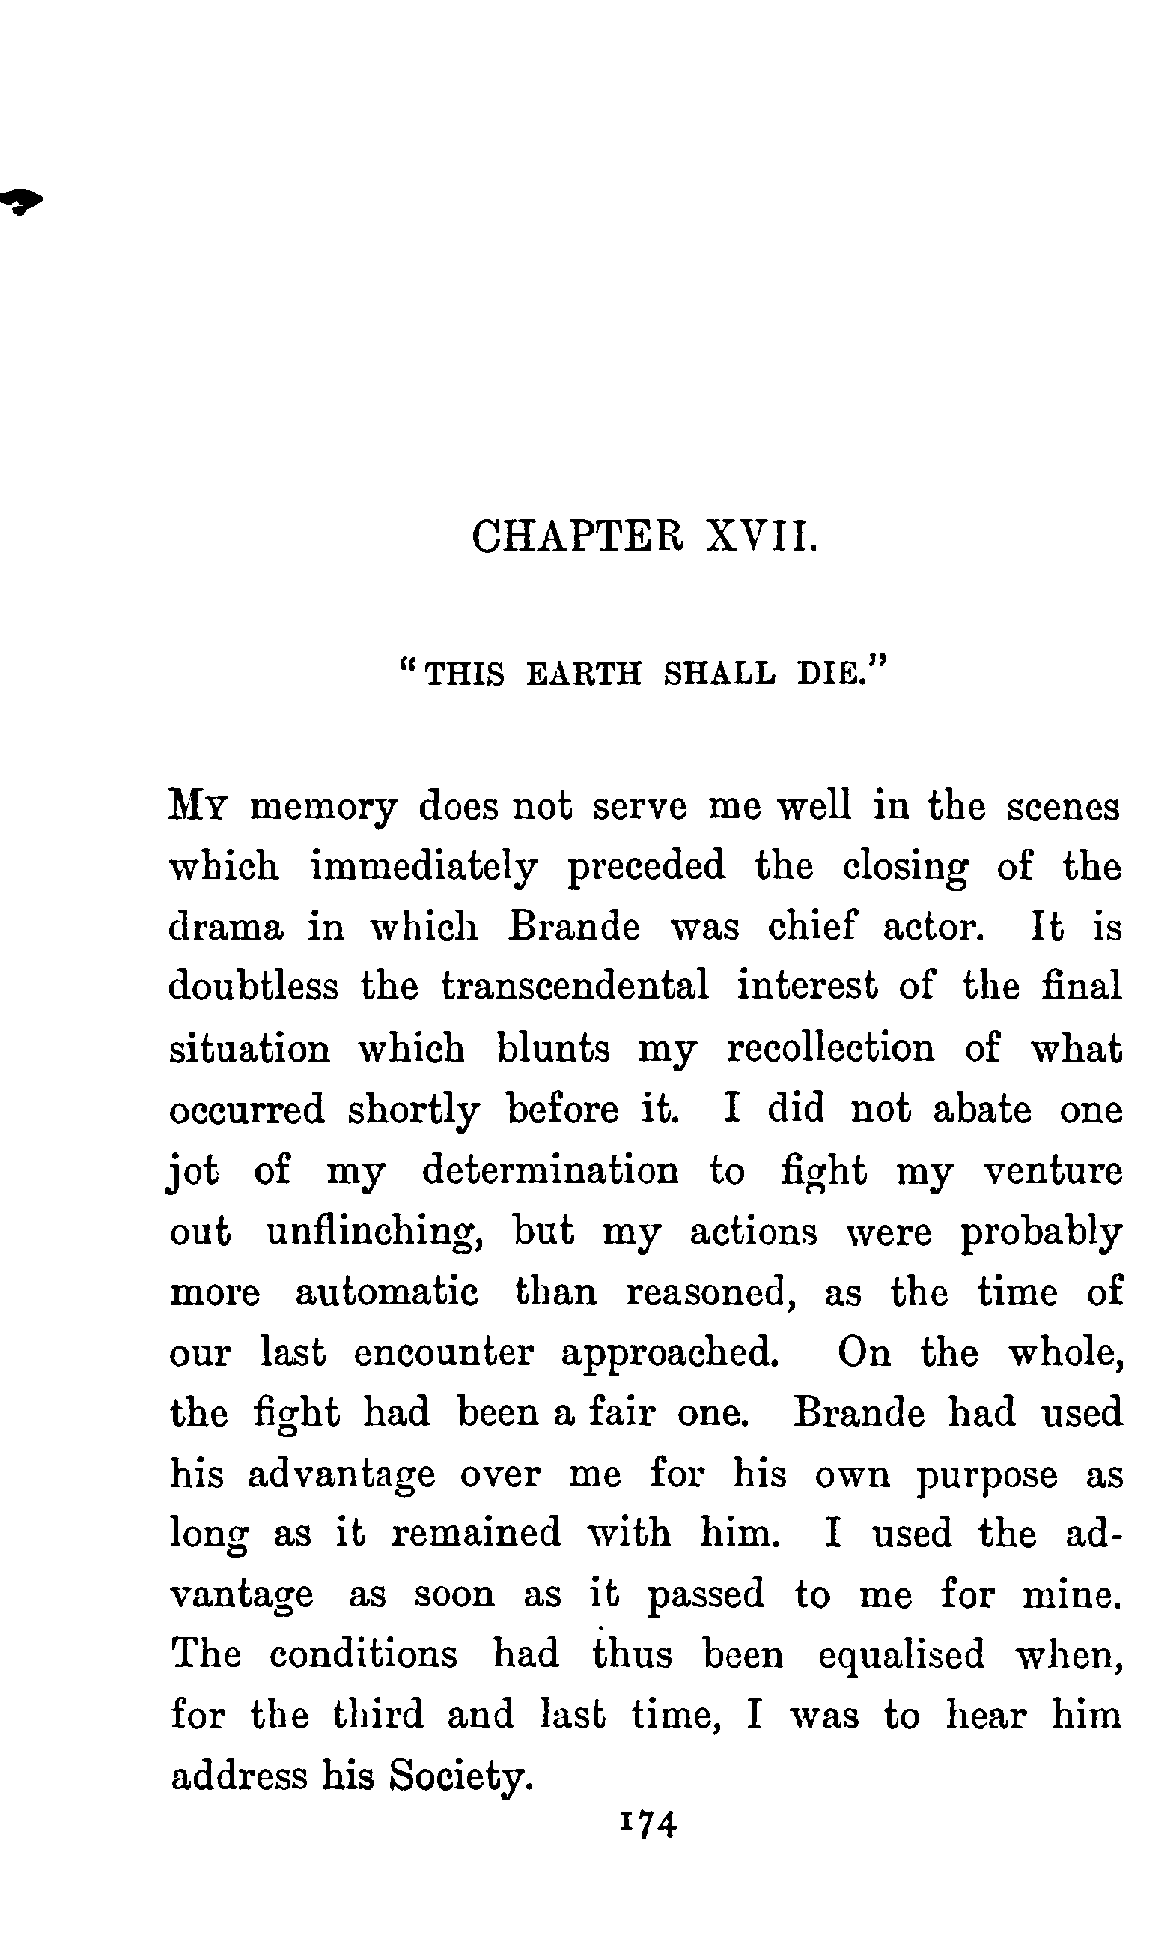 CHAPTER XVII.
"THIS EARTH SHALL DIE."
MY memory does not serve me well in the scenes
which immediately preceded the closing of the
drama in which Brande was chief actor. It is
doubtless the transcendental interest of the final
situation which blunts my recollection of what
occurred shortly before it. I did not abate one
jot of my determination to fight my venture
out unflinching, but my actions were probably
more automatic than reasoned, as the time of
our last encounter approached. On the whole,
the fight had been a fair one. Brande had used
his advantage over me for his own purpose as
long as it remained with him. I used the ad-
vantage as soon as it passed to me for mine.
The conditions had thus been equalised when,
for the third and last time, I was to hear him
address his Society.
174